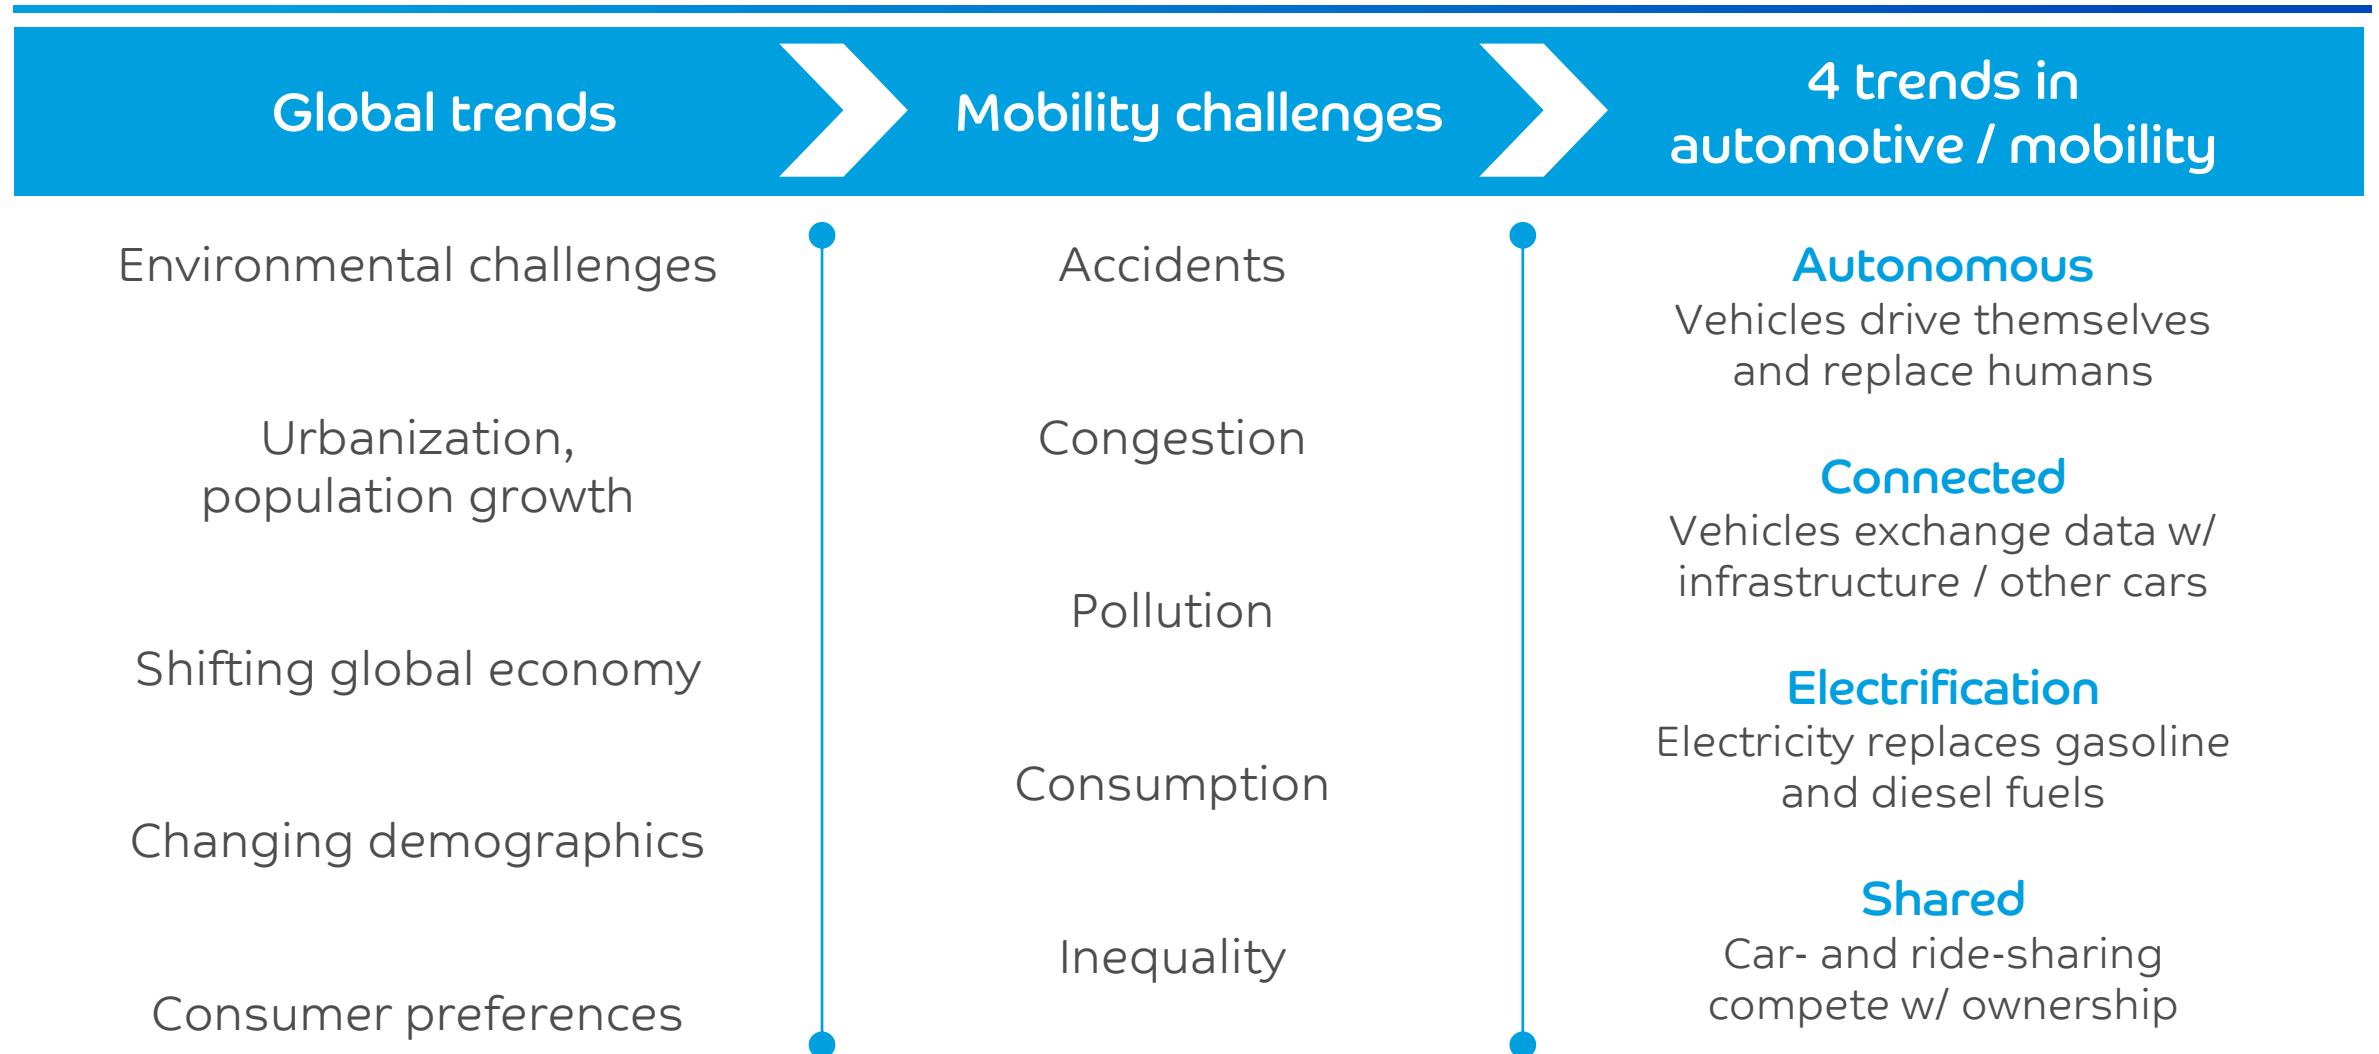 Global trends
Mobility challenges
4 trends in
automotive / mobility
Environmental challenges
Urbanization,
population growth
Shifting global economy
Changing demographics
Consumer preferences
Accidents
Congestion
Pollution
Consumption
Inequality
Autonomous
Vehicles drive themselves
and replace humans
Connected
Vehicles exchange data w/
infrastructure / other cars
Electrification
Electricity replaces gasoline
and diesel fuels
Shared
Car- and ride-sharing
compete w/ ownership